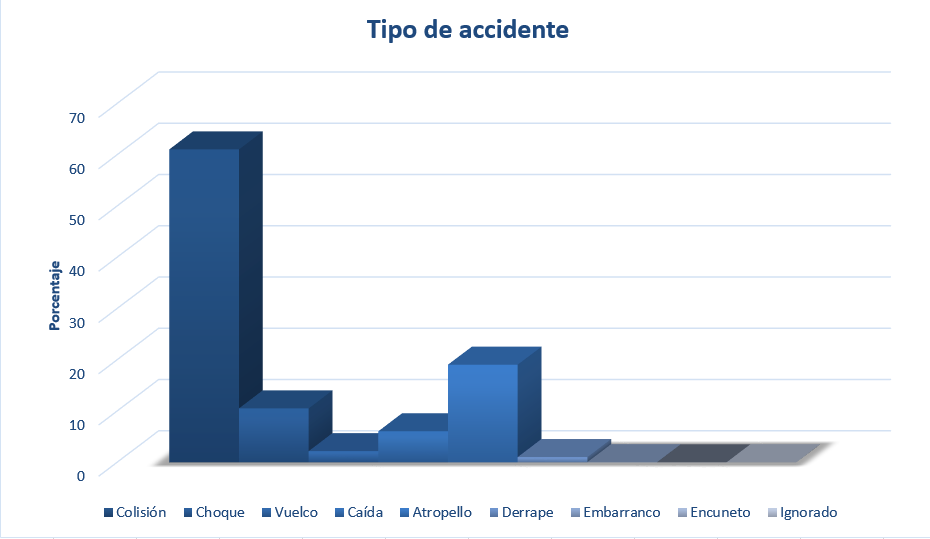 Tipo de accidente
70
60
50
40
30
20
10
0
Porcentaje
Colisión Choque Vuelco Caída Atropello Derrape Embarranco Encuneto Ignorado